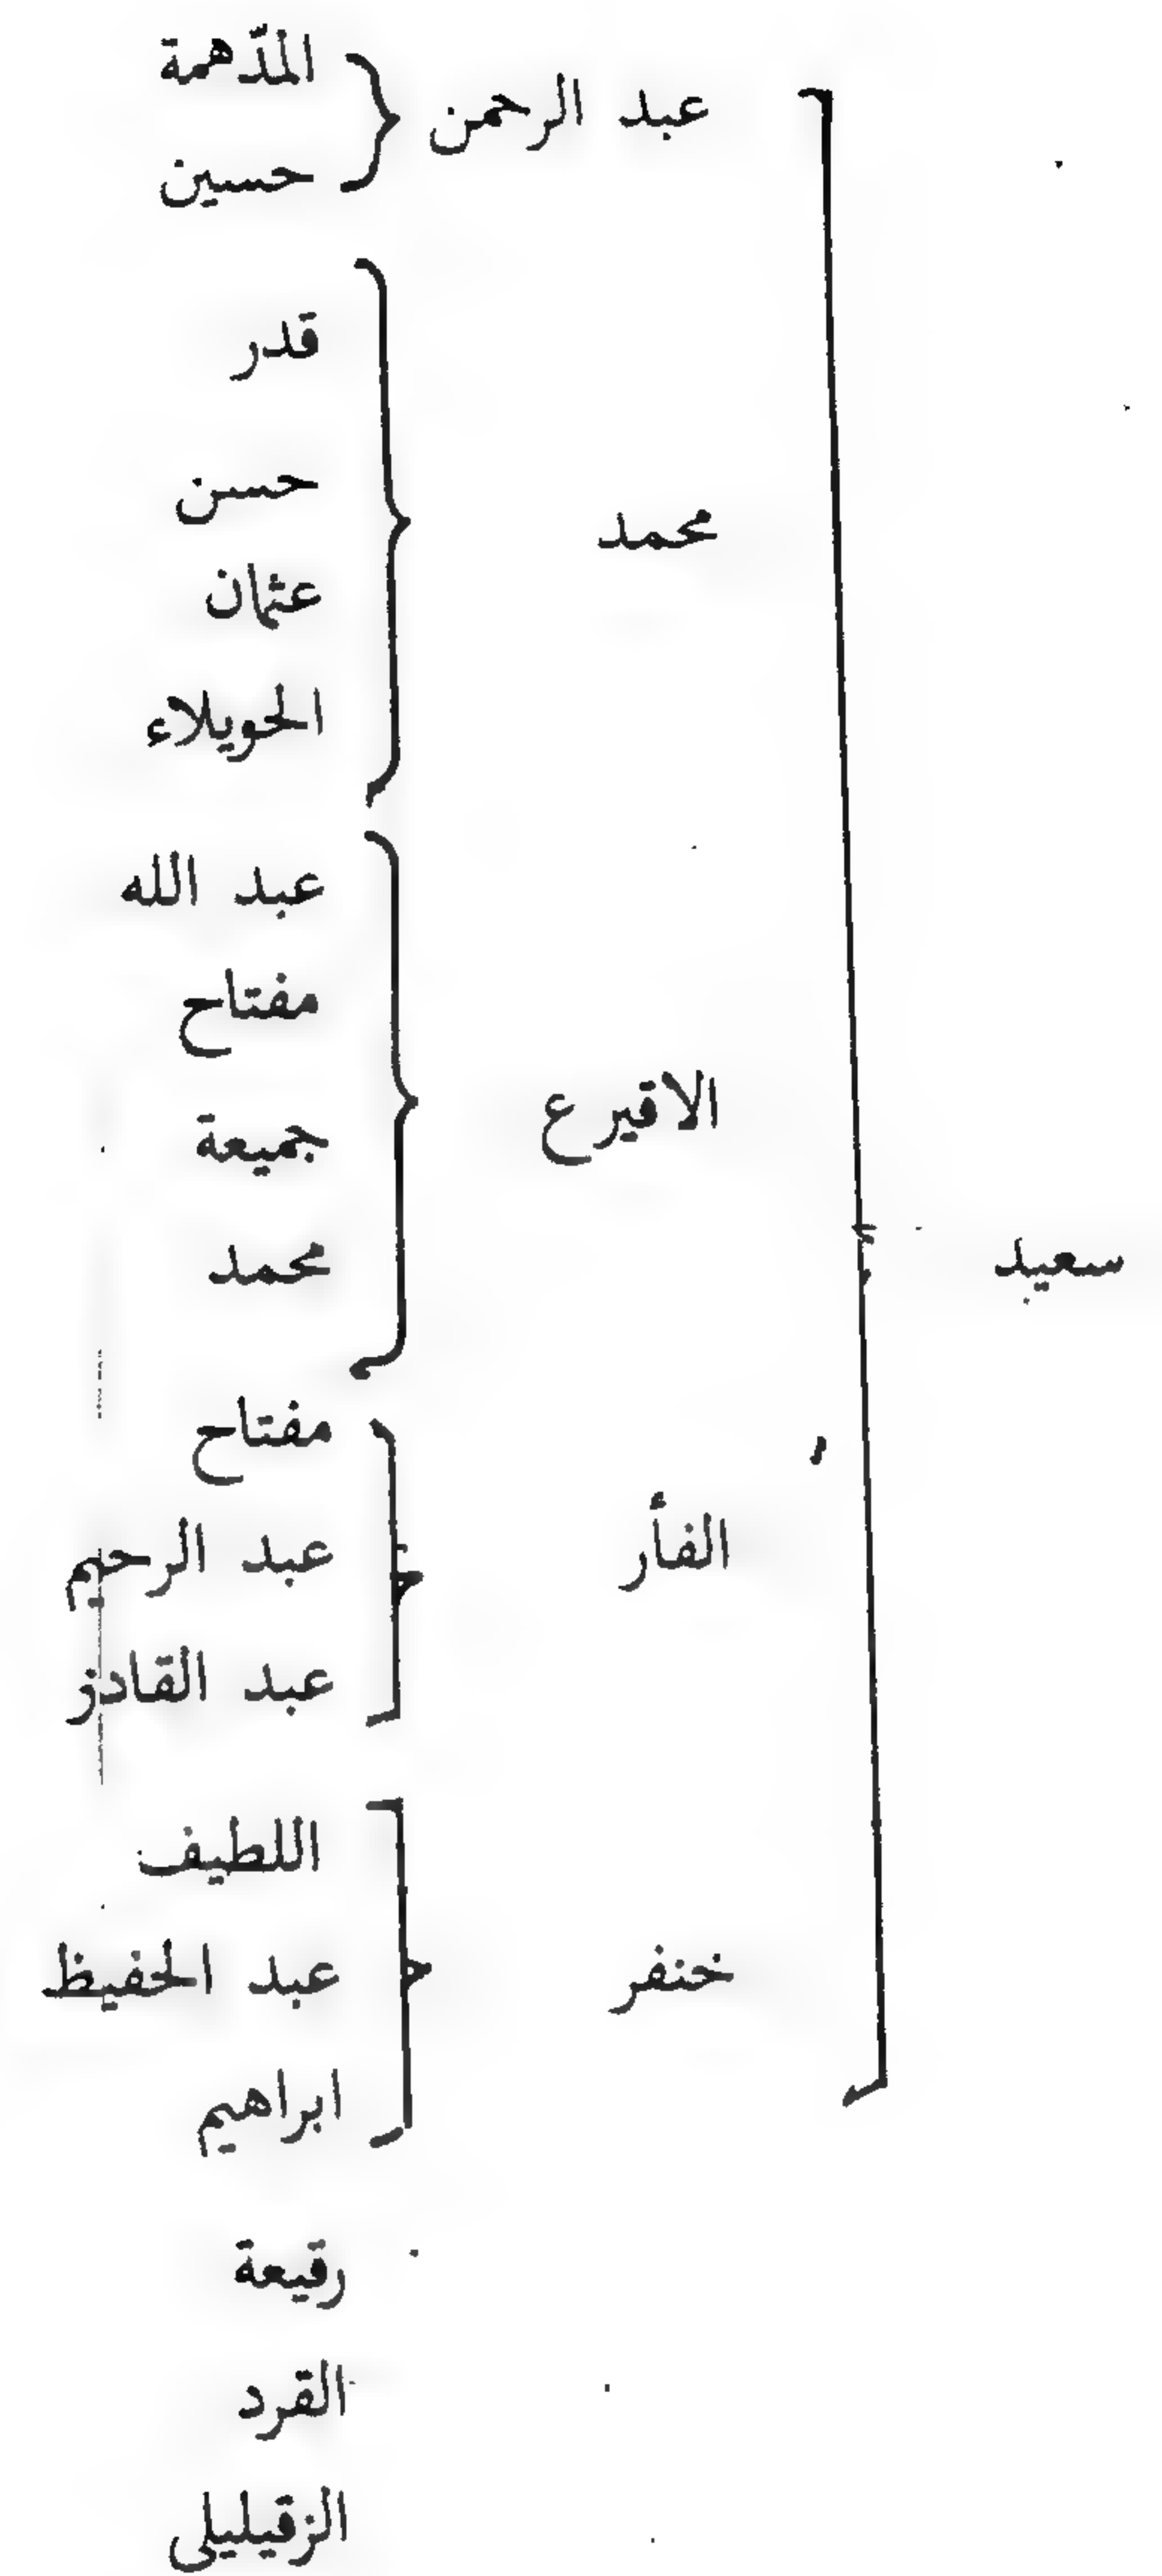 المدّهمة
عبد الرحمن
حسين
قدر
حسن
محمد
عثمان
الحويلاء
عبد الله
مفتاح
الاقيرع
جميعة
سعيد
محمد
مفتاح
الفأر
عبد الرحيم
عبد القادر
اللطيف
خنفر
عبد الحفيظ
ابراهيم
رقيعة
القرد
الزقيليلي